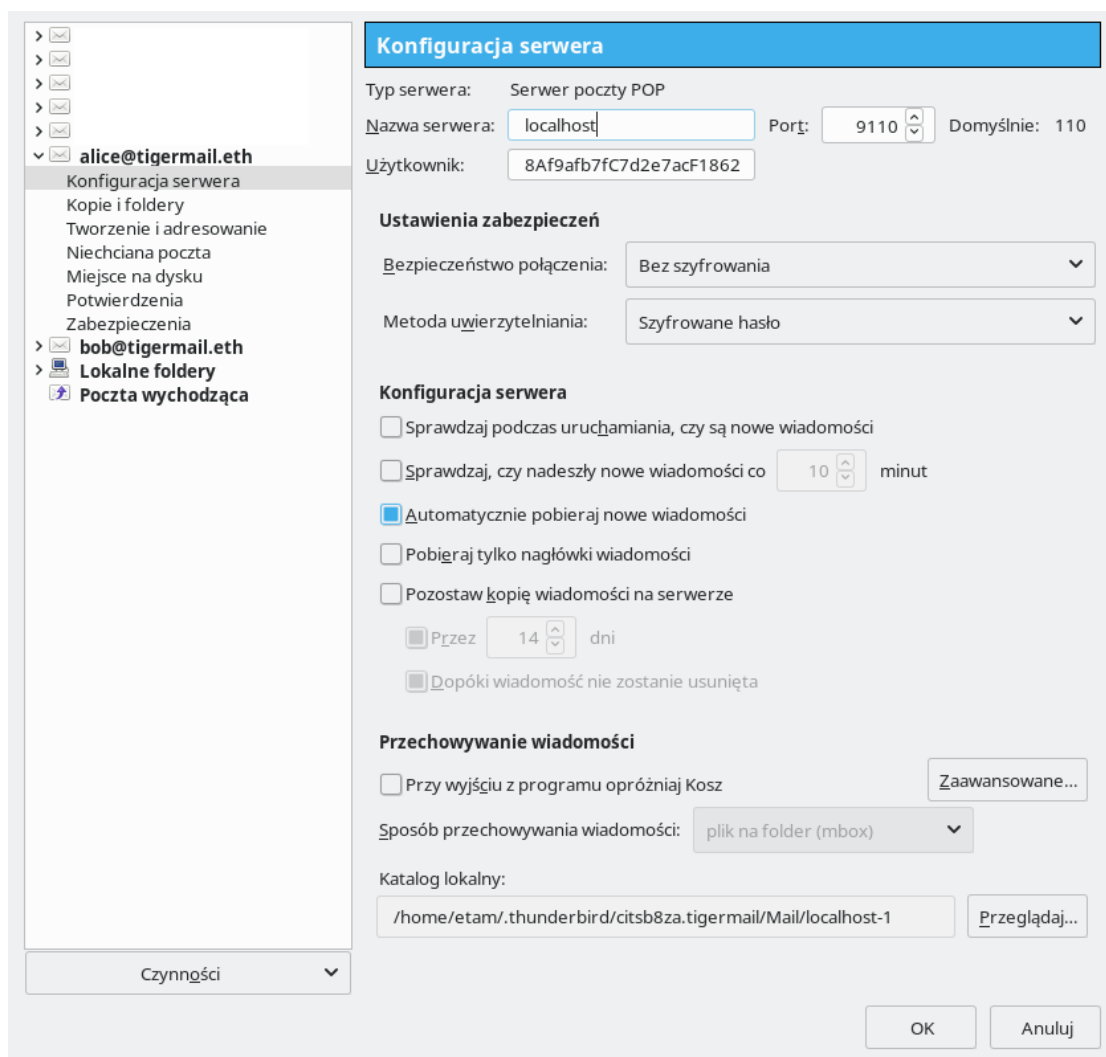 alice@tigermail.eth
Konfiguracja serwera
Kopie i foldery
Tworzenie i adresowanie
Niechciana poczta
Miejsce na dysku
Potwierdzenia
Zabezpieczenia
bob@tigermail.eth
Lokalne foldery
Poczta wychodząca
Czynności
Konfiguracja serwera
Typ serwera: Serwer poczty POP
Nazwa serwera: localhost Port: 9110 Domyślnie: 110
Użytkownik: 8Af9afb7fC7d2e7acF1862
Ustawienia zabezpieczeń
Bezpieczeństwo połączenia: Bez szyfrowania
Metoda uwierzytelniania: Szyfrowane hasło
Konfiguracja serwera
Sprawdzaj podczas uruchamiania, czy są nowe wiadomości
Sprawdzaj, czy nadeszły nowe wiadomości co 10 minut
Automatycznie pobieraj nowe wiadomości
Pobieraj tylko nagłówki wiadomości
Pozostaw kopię wiadomości na serwerze
Przez 14 dni
Dopóki wiadomość nie zostanie usunięta
Przechowywanie wiadomości
Przy wyjściu z programu opróżniaj Kosz Zaawansowane...
Sposób przechowywania wiadomości: plik na folder (mbox)
Katalog lokalny:
/home/etam/.thunderbird/citsb8za.tigermail/Mail/localhost-1 Przeglądaj...
OK Anuluj